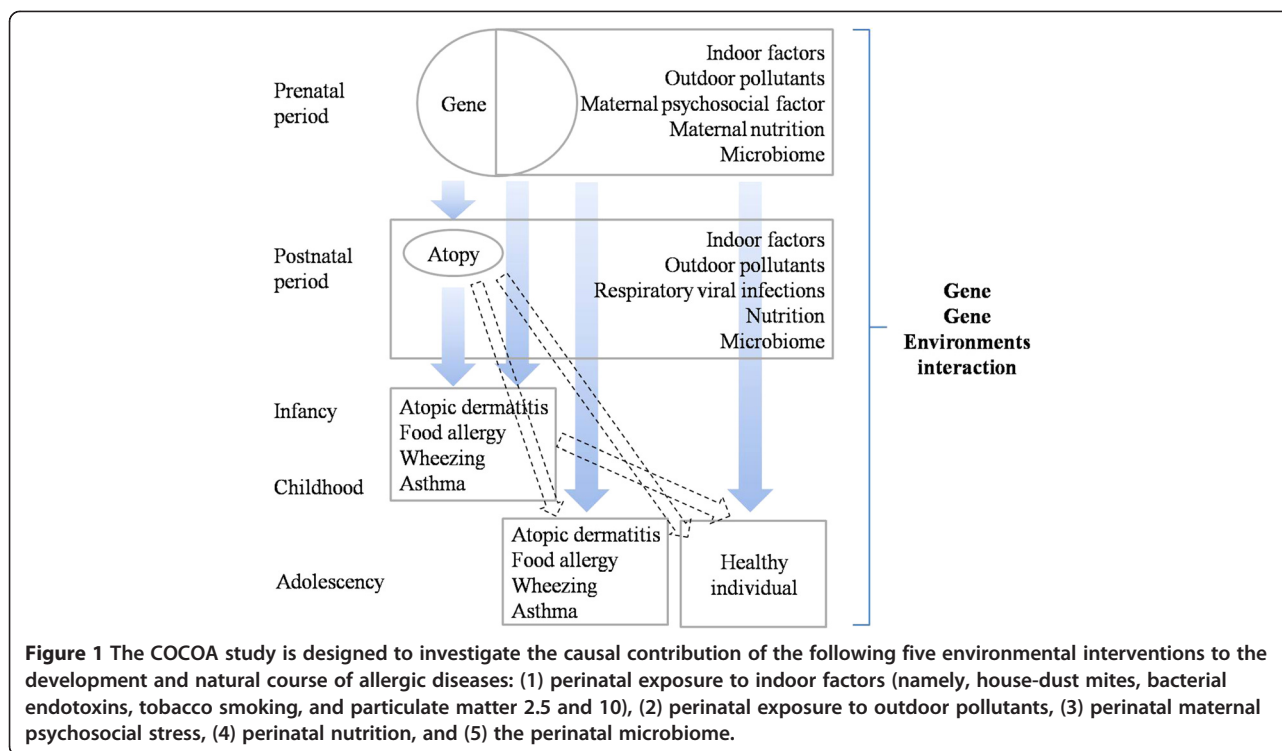 Prenatal
period
Gene
Indoor factors
Outdoor pollutants
Maternal psychosocial factor
Maternal nutrition
Microbiome
Postnatal
period
Atopy
Indoor factors
Outdoor pollutants
Respiratory viral infections
Nutrition
Microbiome
Gene
Gene
Environments
interaction
Infancy
Childhood
Atopic dermatitis
Food allergy
Wheezing
Asthma
Adolescency
Atopic dermatitis
Food allergy
Wheezing
Asthma
Healthy
individual
Figure 1 The COCOA study is designed to investigate the causal contribution of the following five environmental interventions to the
development and natural course of allergic diseases: (1) perinatal exposure to indoor factors (namely, house-dust mites, bacterial
endotoxins, tobacco smoking, and particulate matter 2.5 and 10), (2) perinatal exposure to outdoor pollutants, (3) perinatal maternal
psychosocial stress, (4) perinatal nutrition, and (5) the perinatal microbiome.